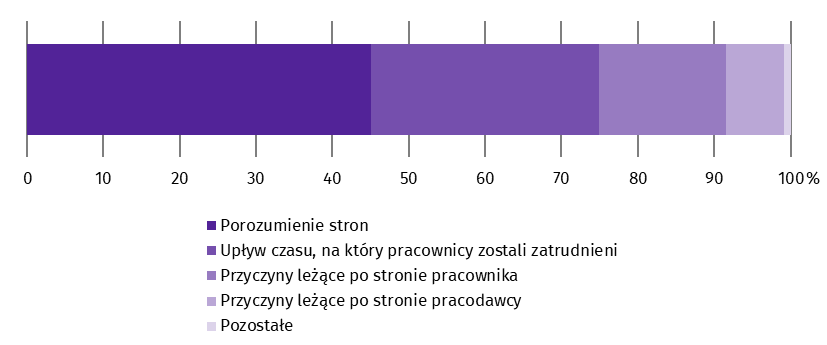 0 10 20 30 40 50 60 70 80 90 100%
Porozumienie stron
Upływ czasu, na który pracownicy zostali zatrudnieni
Przyczyny leżące po stronie pracownika
Przyczyny leżące po stronie pracodawcy
Pozostałe